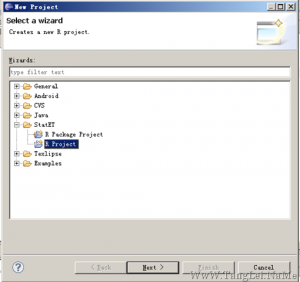 New Project
Select a wizard
Creates a new R project.
Wizards:
type filter text
General
Android
CVS
Java
StatET
R Package Project
R Project
Texlipse
Examples
?
< Back
Next >
Finish
Cancel
www.TangLei.NaMe